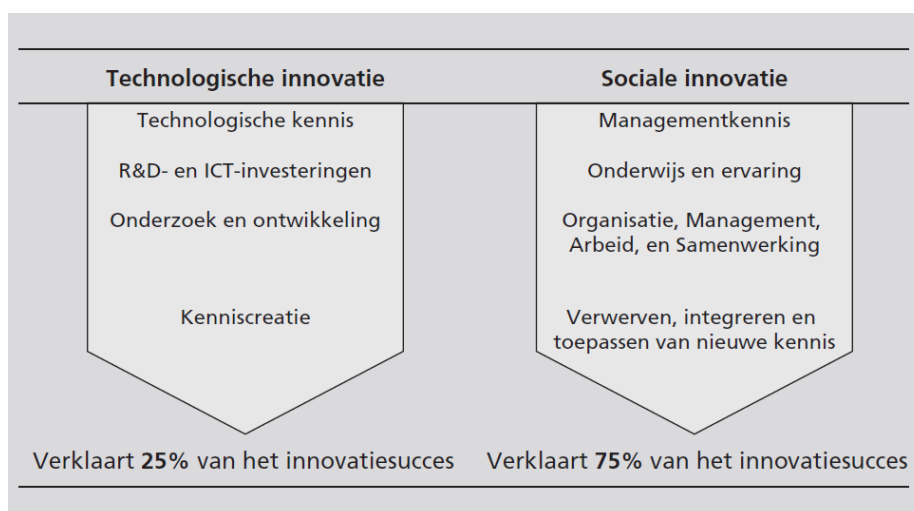 Technologische innovatie
Technologische kennis
R&D- en ICT-investeringen
Onderzoek en ontwikkeling
Kenniscreatie
Verklaart 25% van het innovatiesucces
Sociale innovatie
Managementkennis
Onderwijs en ervaring
Organisatie, Management,
Arbeid, en Samenwerking
Verwerven, integreren en
toepassen van nieuwe kennis
Verklaart 75% van het innovatiesucces